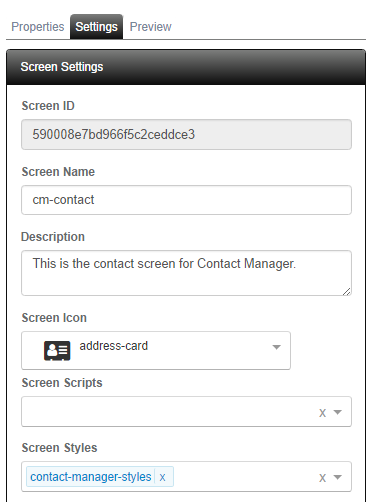 Properties Settings Preview
Screen Settings
Screen ID
590008e7bd966f5c2ceddce3
Screen Name
cm-contact
Description
This is the contact screen for Contact Manager.
Screen Icon
address-card
Screen Scripts
x
Screen Styles
contact-manager-styles x x